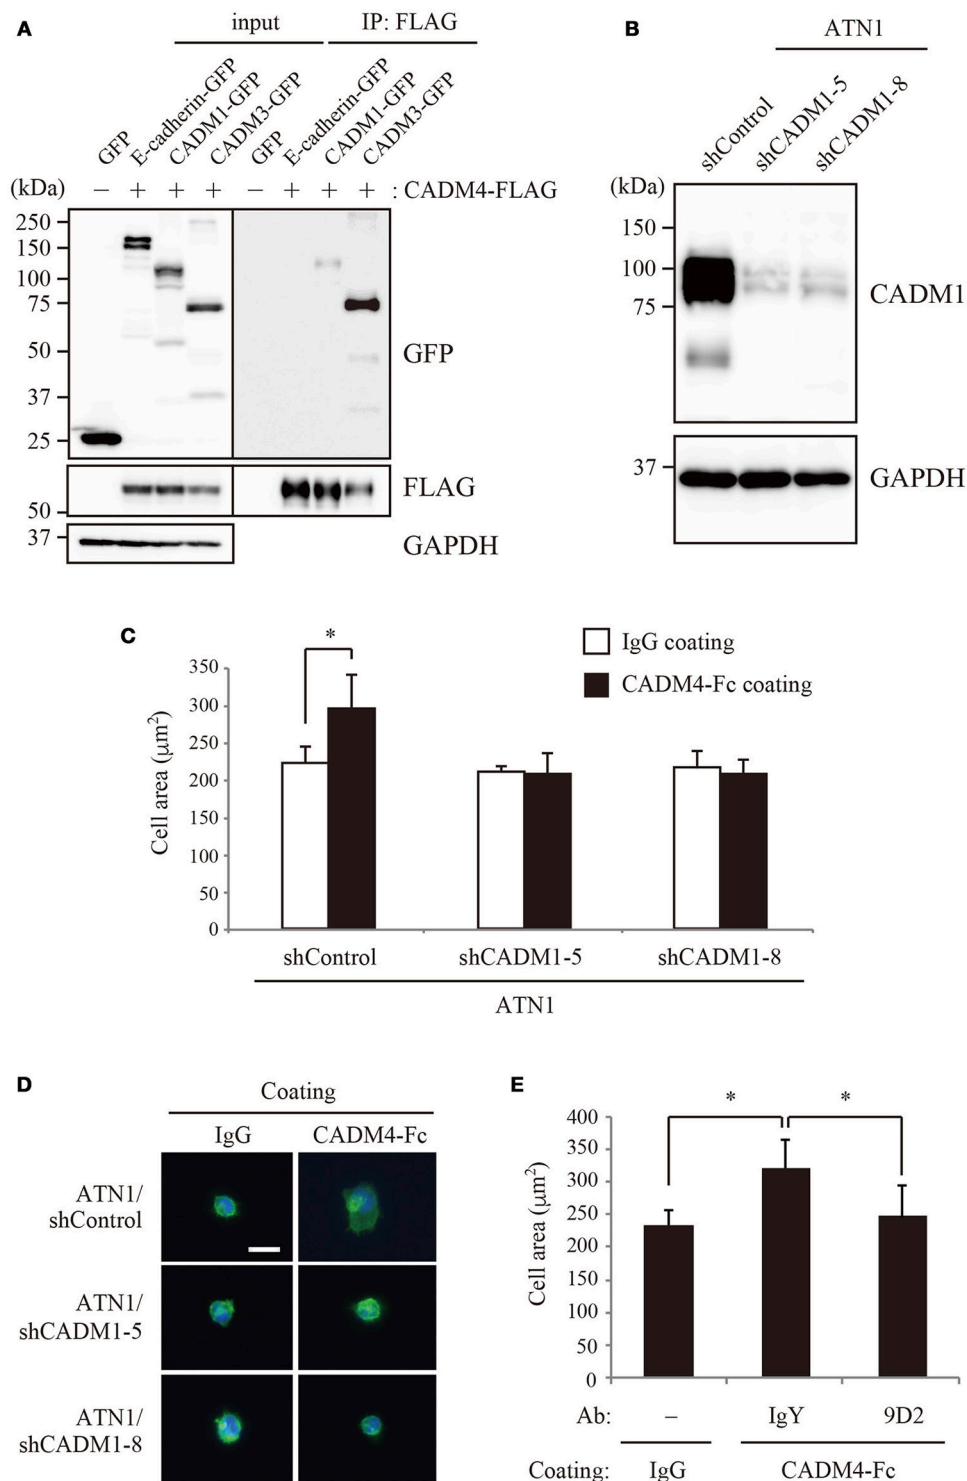 A
input
IP: FLAG
GFP
E-cadherin-GFP
CADM1-GFP
CADM3-GFP
GFP
E-cadherin-GFP
CADM1-GFP
CADM3-GFP
(kDa) − + + + − + + + : CADM4-FLAG
250
150
100
75
50
37
25
GFP
FLAG
50
37
GAPDH
B
ATN1
shControl
shCADM1-5
shCADM1-8
(kDa)
150
100
75
CADM1
37
GAPDH
C
IgG coating
CADM4-Fc coating
*
Cell area (μm²)
350
300
250
200
150
100
50
0
shControl shCADM1-5 shCADM1-8
ATN1
D
Coating
IgG CADM4-Fc
ATN1/
shControl
ATN1/
shCADM1-5
ATN1/
shCADM1-8
E
* *
Cell area (μm²)
400
350
300
250
200
150
100
50
0
Ab: − IgY 9D2
Coating: IgG CADM4-Fc